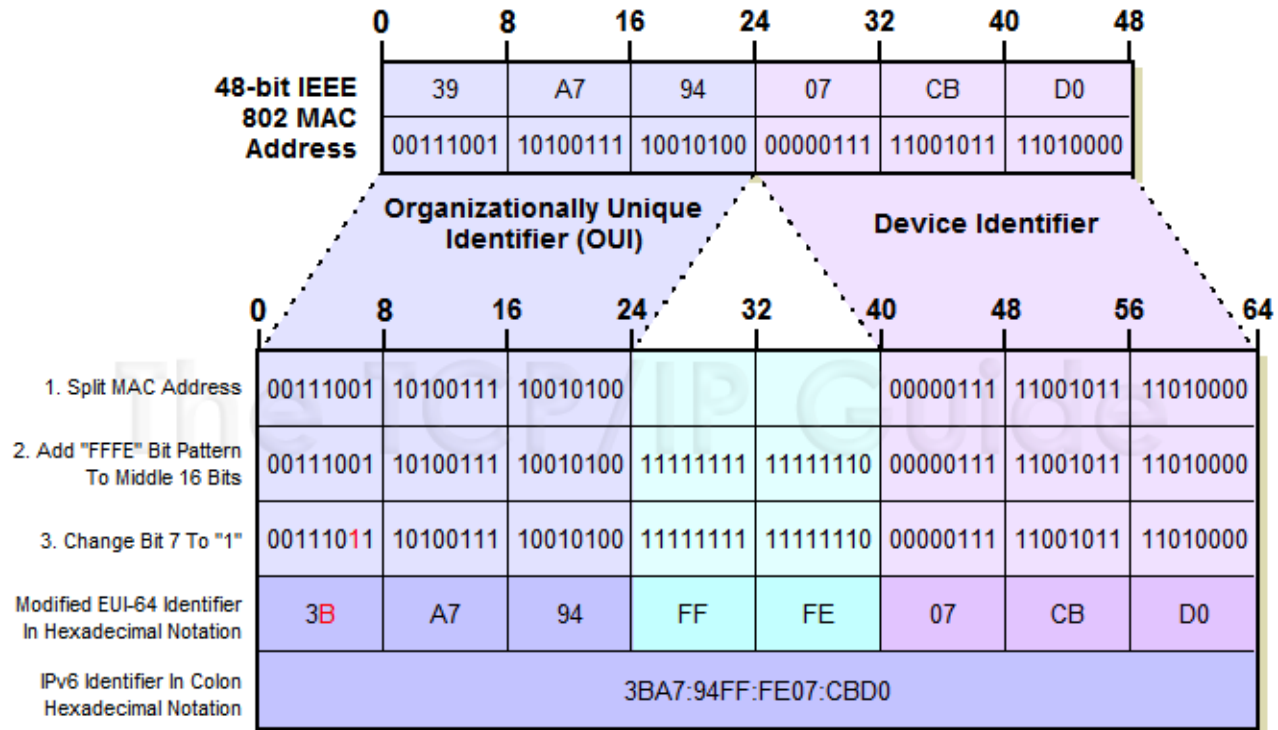 0 8 16 24 32 40 48
48-bit IEEE 802 MAC Address
39 A7 94 07 CB D0
00111001 10100111 10010100 00000111 11001011 11010000
Organizationally Unique Identifier (OUI)
Device Identifier
0 8 16 24 32 40 48 56 64
The TCP/IP Guide
1. Split MAC Address 00111001 10100111 10010100 00000111 11001011 11010000
2. Add "FFFE" Bit Pattern
To Middle 16 Bits
00111001 10100111 10010100 11111111 11111110 00000111 11001011 11010000
3. Change Bit 7 To "1" 00111011 10100111 10010100 11111111 11111110 00000111 11001011 11010000
Modified EUI-64 Identifier
In Hexadecimal Notation
3B A7 94 FF FE 07 CB D0
IPv6 Identifier In Colon
Hexadecimal Notation
3BA7:94FF:FE07:CBD0